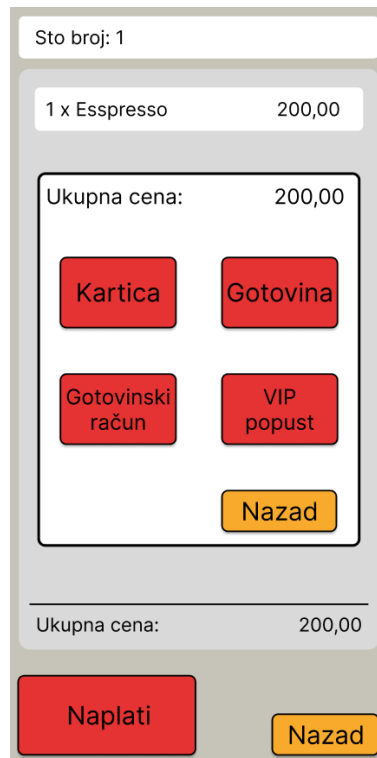 Sto broj: 1
1 x Esspresso 200,00
Ukupna cena: 200,00
Kartica Gotovina
Gotovinski
račun
VIP
popust
Nazad
Ukupna cena: 200,00
Naplati
Nazad